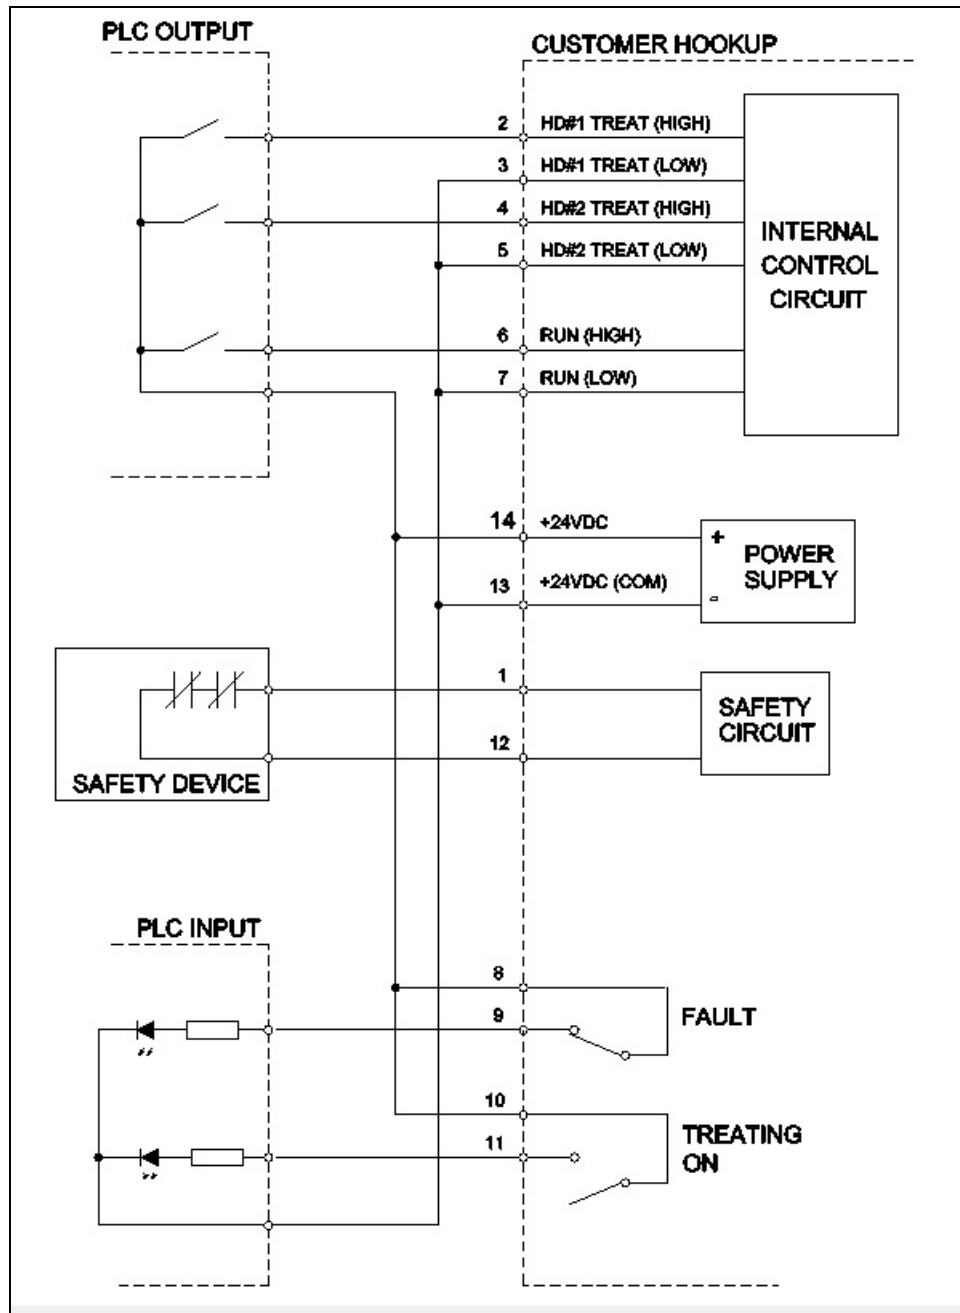 PLC OUTPUT
CUSTOMER HOOKUP
2 HD#1 TREAT (HIGH)
3 HD#1 TREAT (LOW)
4 HD#2 TREAT (HIGH)
5 HD#2 TREAT (LOW)
INTERNAL
CONTROL
CIRCUIT
6 RUN (HIGH)
7 RUN (LOW)
14 +24VDC
+
POWER
SUPPLY
13 +24VDC (COM)
-
1
SAFETY
CIRCUIT
12
SAFETY DEVICE
PLC INPUT
8
9
FAULT
10
11
TREATING
ON